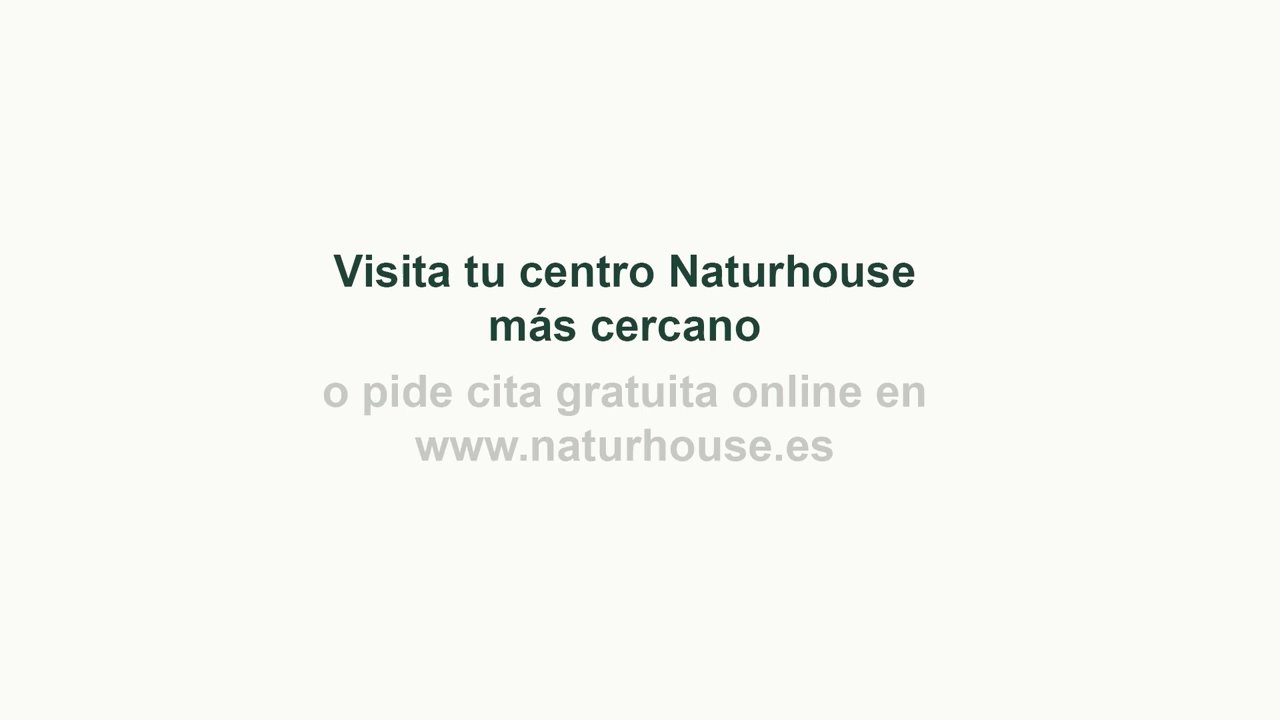 Visita tu centro Naturhouse
más cercano
o pide cita gratuita online en
www.naturhouse.es